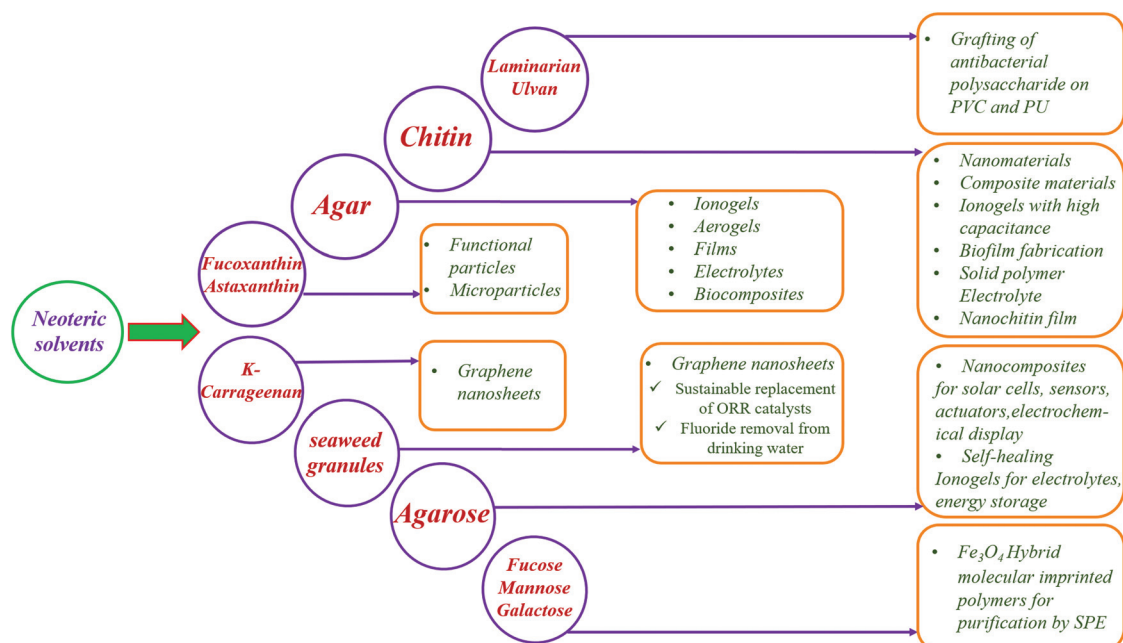 Neoteric
solvents
Laminarian
Ulvan
• Grafting of
antibacterial
polysaccharide on
PVC and PU
Chitin
• Nanomaterials
• Composite materials
• Ionogels with high
capacitance
• Biofilm fabrication
• Solid polymer
Electrolyte
• Nanochitin film
Agar
• Ionogels
• Aerogels
• Films
• Electrolytes
• Biocomposites
Fucoxanthin
Astaxanthin
• Functional
particles
• Microparticles
K-
Carrageenan
• Graphene
nanosheets
seaweed
granules
• Graphene nanosheets
✓ Sustainable replacement
of ORR catalysts
✓ Fluoride removal from
drinking water
Agarose
• Nanocomposites
for solar cells, sensors,
actuators,electrochem-
ical display
• Self-healing
Ionogels for electrolytes,
energy storage
Fucose
Mannose
Galactose
• Fe₃O₄ Hybrid
molecular imprinted
polymers for
purification by SPE